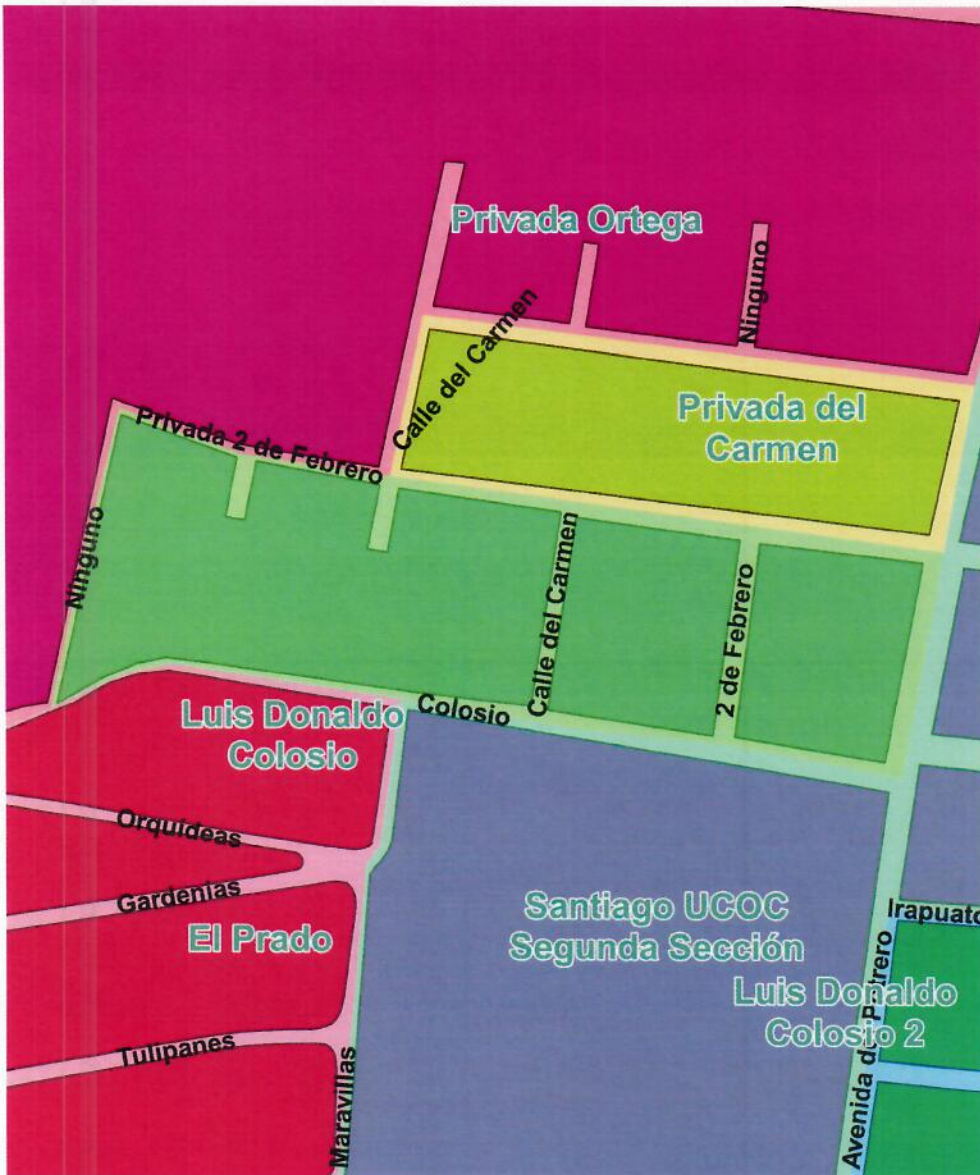 Privada Ortega
Ninguno
Calle del Carmen
Privada del
Carmen
Privada 2 de Febrero
Ninguno
Calle del Carmen
2 de Febrero
Luis Donaldo
Colosio
Colosio
Orquídeas
Gardenias
El Prado
Santiago UCOC
Segunda Sección
Irapuato
Luis Donaldo
Colosio 2
Tulipanes
Maravillas
Avenida del Potrero